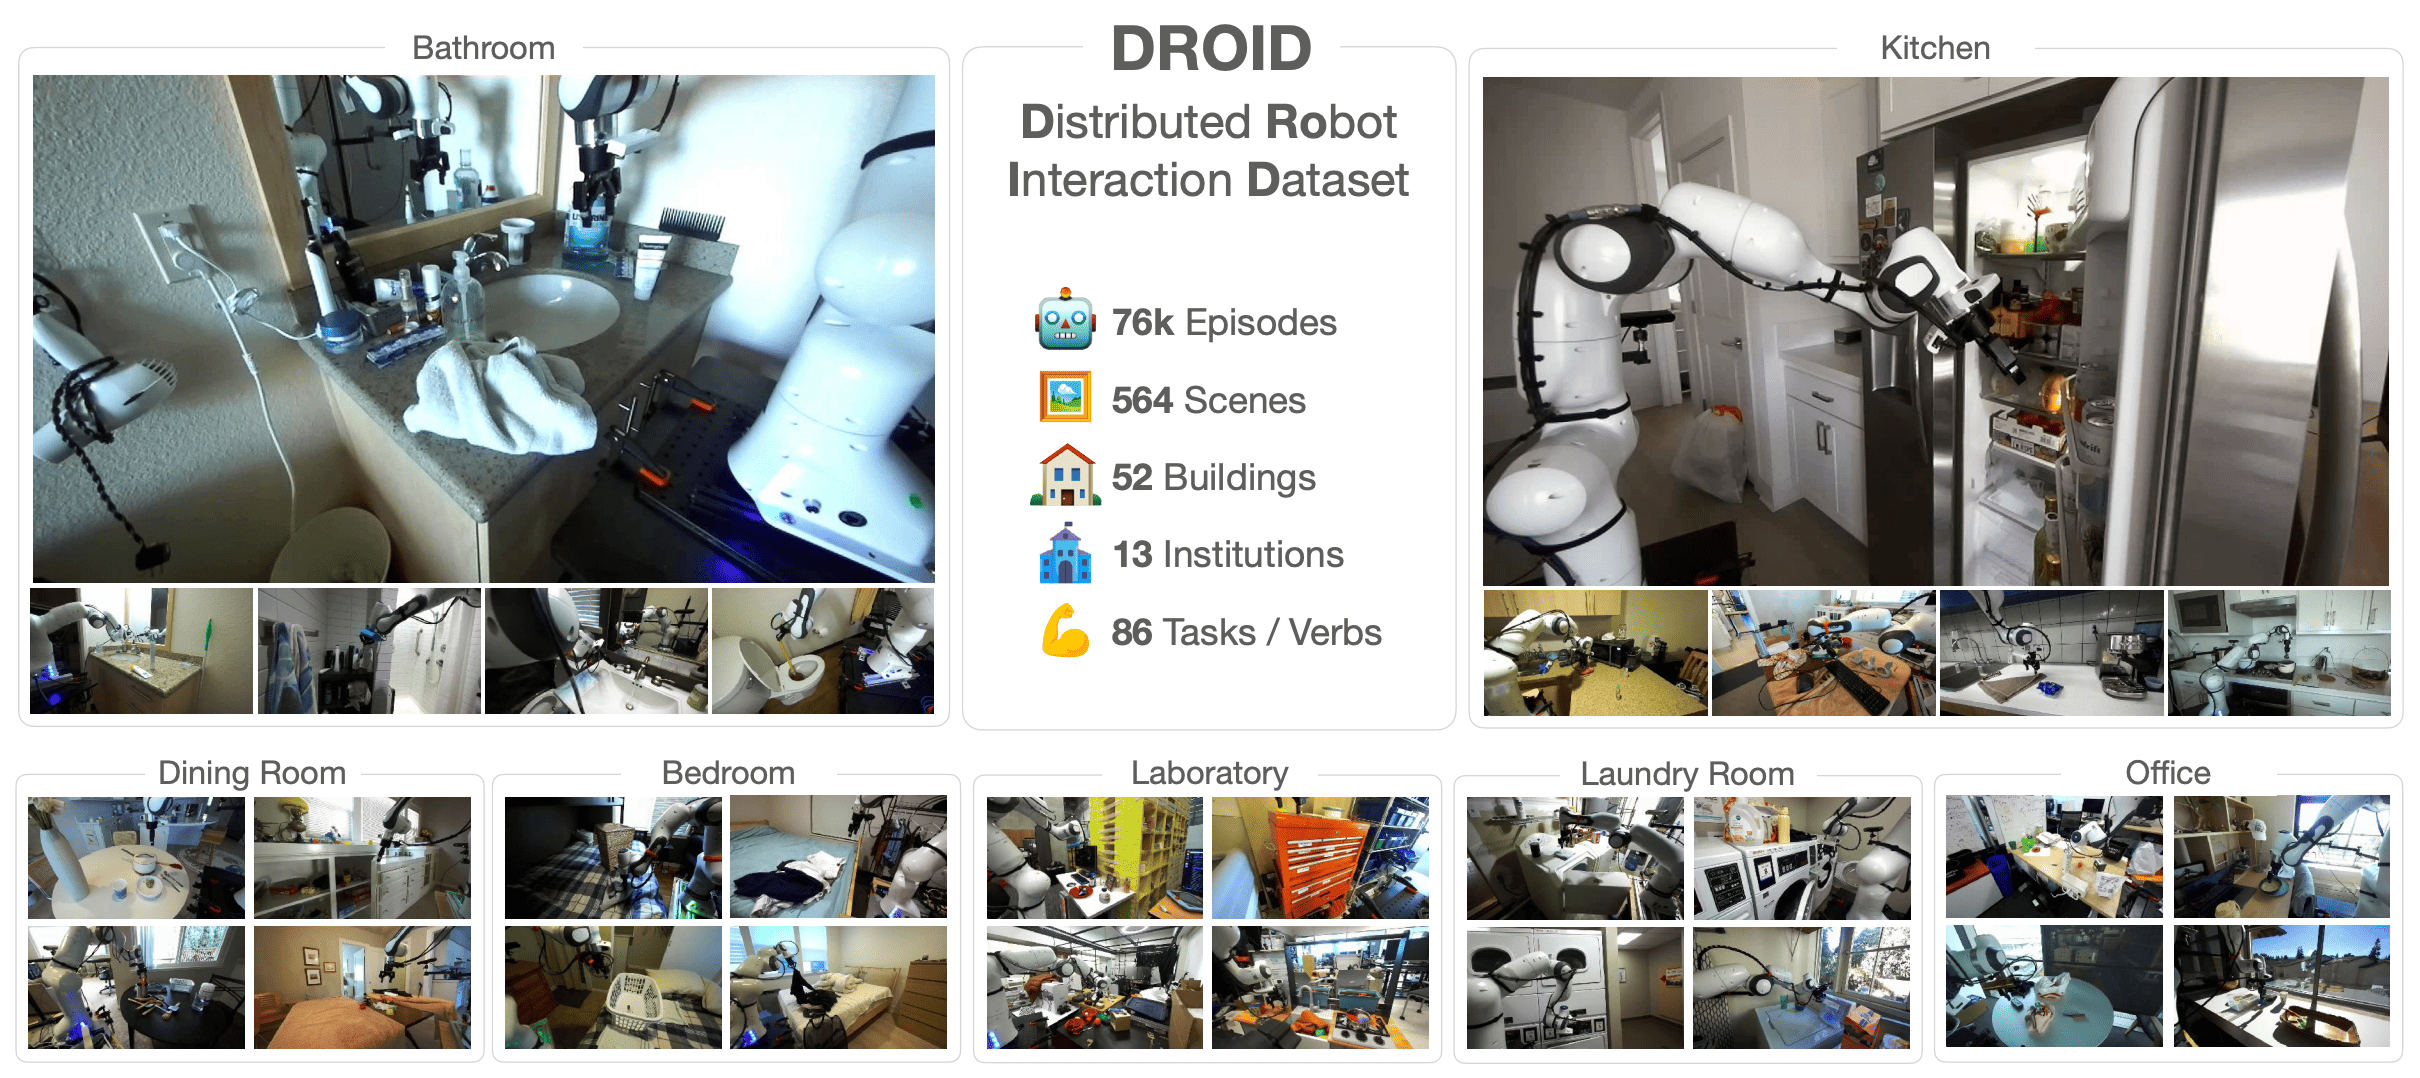 Bathroom
DROID
Distributed Robot
Interaction Dataset
76k Episodes
564 Scenes
52 Buildings
13 Institutions
86 Tasks / Verbs
Kitchen
Dining Room
Bedroom
Laboratory
Laundry Room
Office